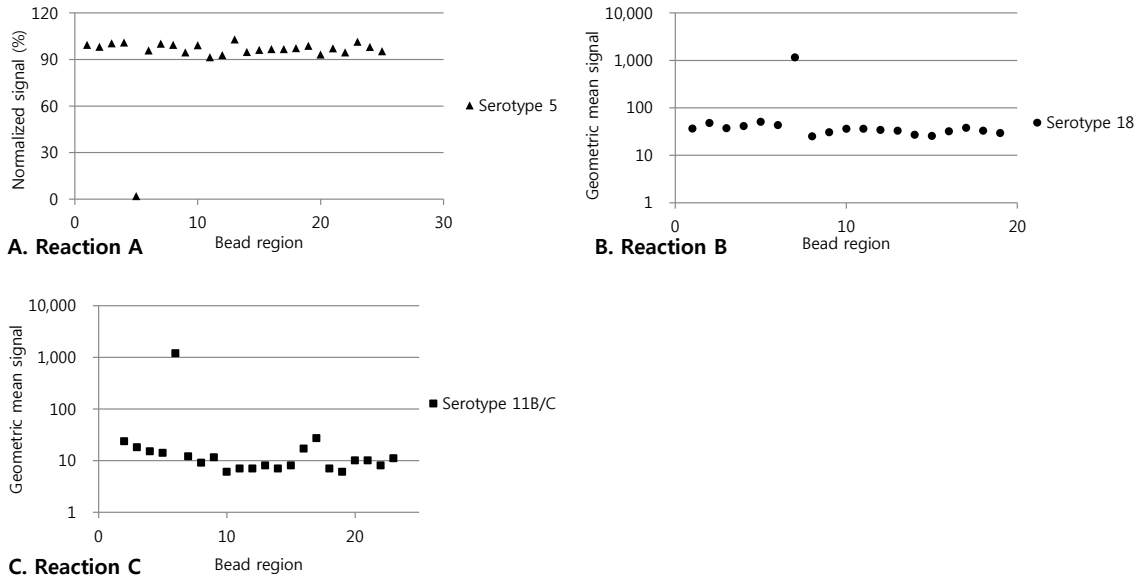 120
90
60
30
0
Normalized signal (%)
0
10
20
30
Bead region
Serotype 5
A. Reaction A
10,000
1,000
100
10
1
Geometric mean signal
0
10
20
Bead region
Serotype 18
B. Reaction B
10,000
1,000
100
10
1
Geometric mean signal
0
10
20
Bead region
Serotype 11B/C
C. Reaction C